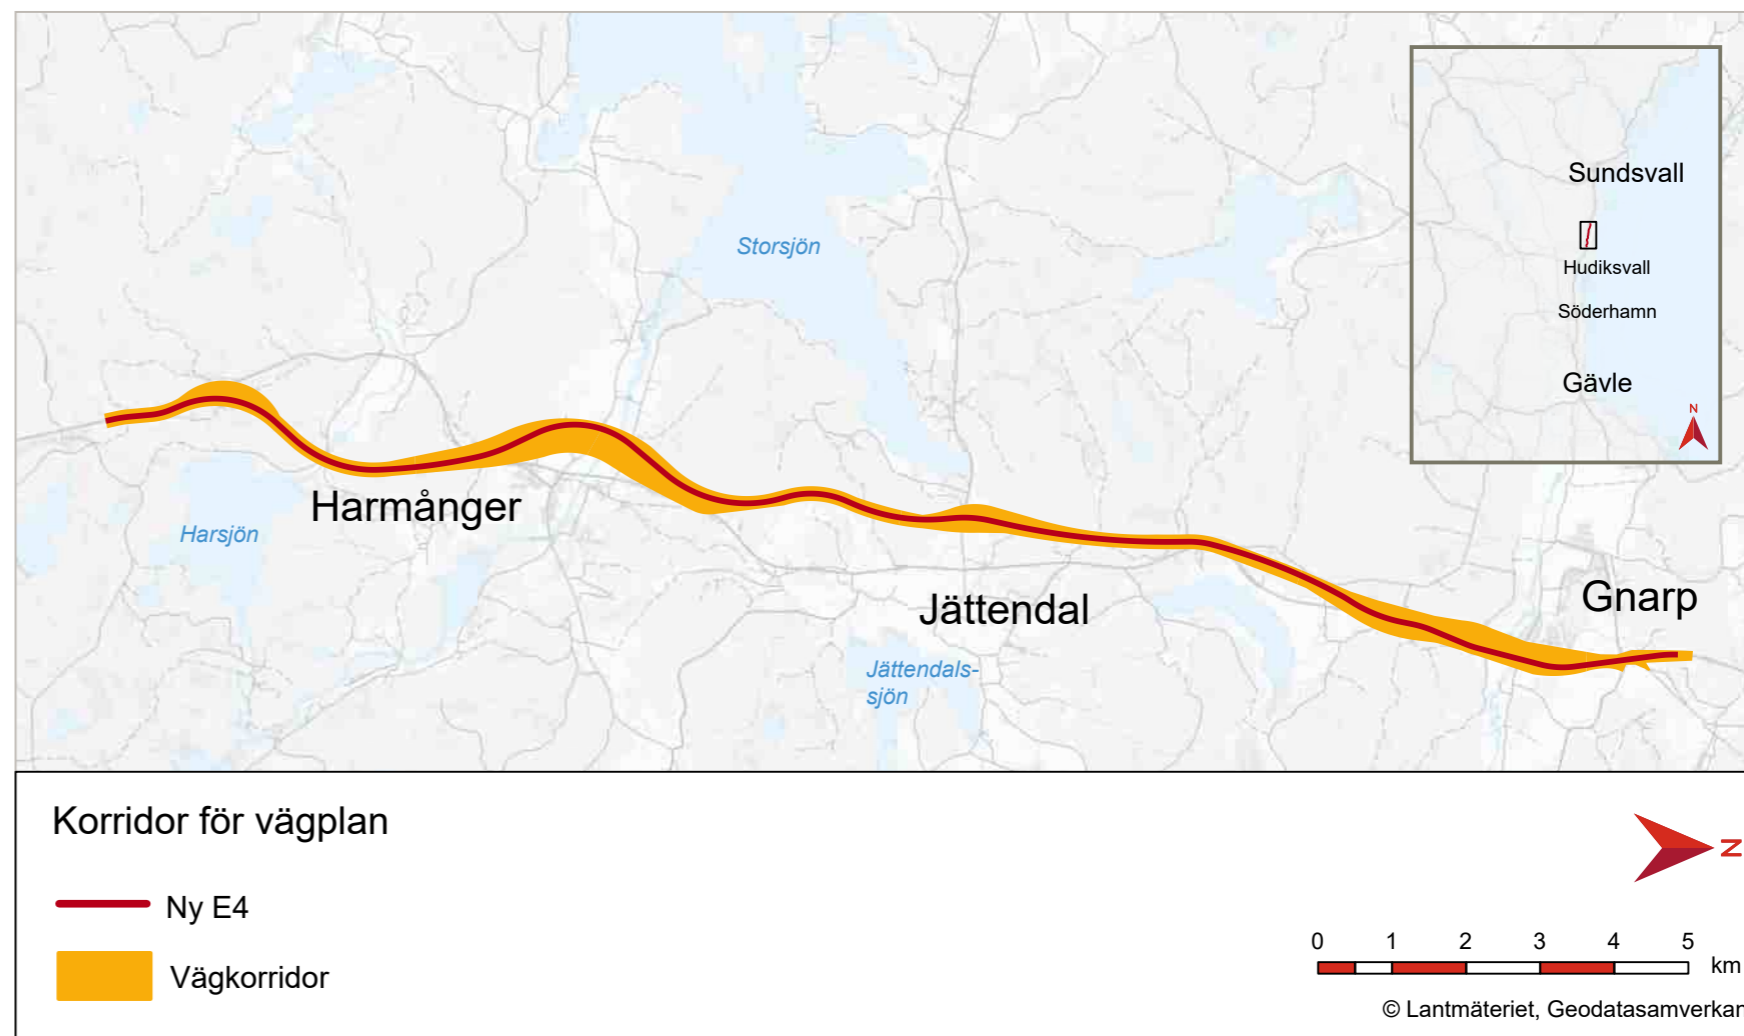 Sundsvall
Hudiksvall
Söderhamn
Gävle
N
Storsjön
Harmånger
Harsjön
Jättendal
Gnarp
Jättendals-
sjön
Korridor för vägplan
Ny E4
Vägkorridor
N
0 1 2 3 4 5
km
© Lantmäteriet, Geodatasamverkan